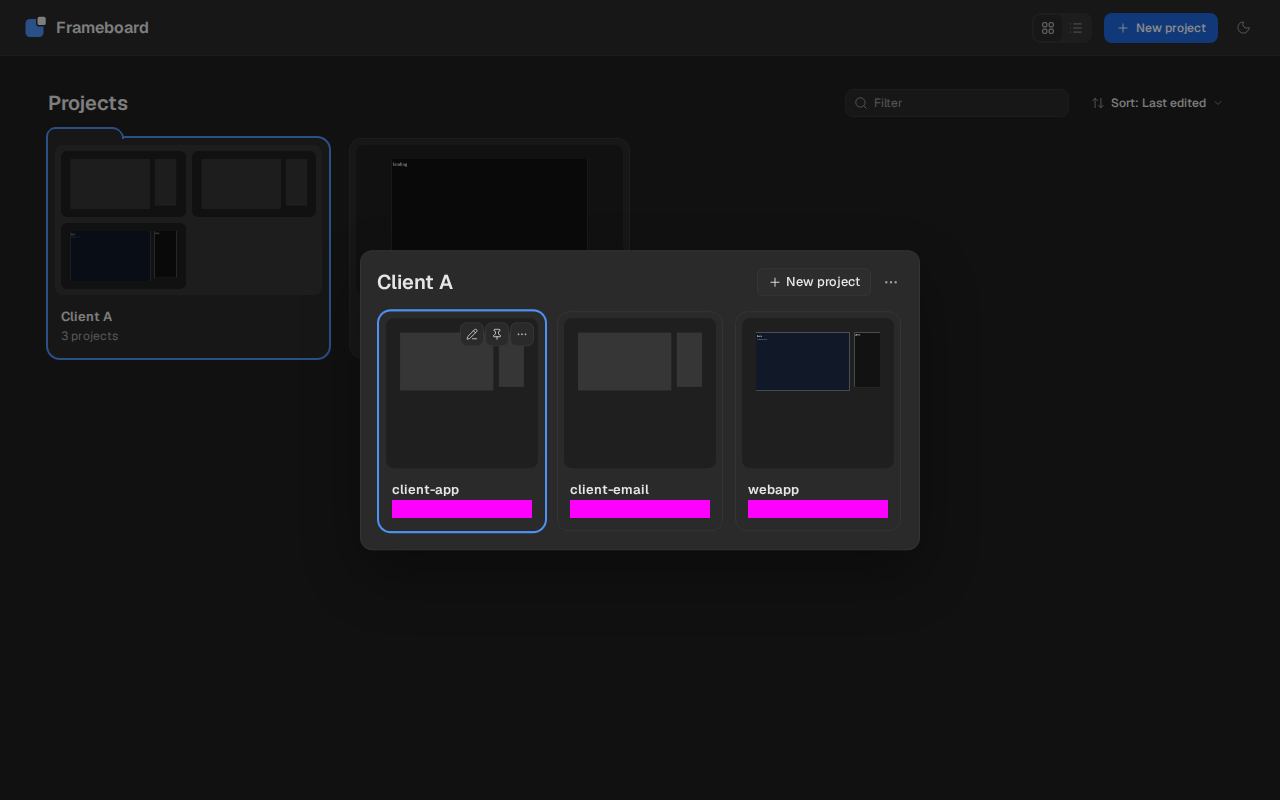 Frameboard
New project
Projects
Filter
Sort: Last edited
Client A
3 projects
Client A
New project
client-app
client-email
webapp